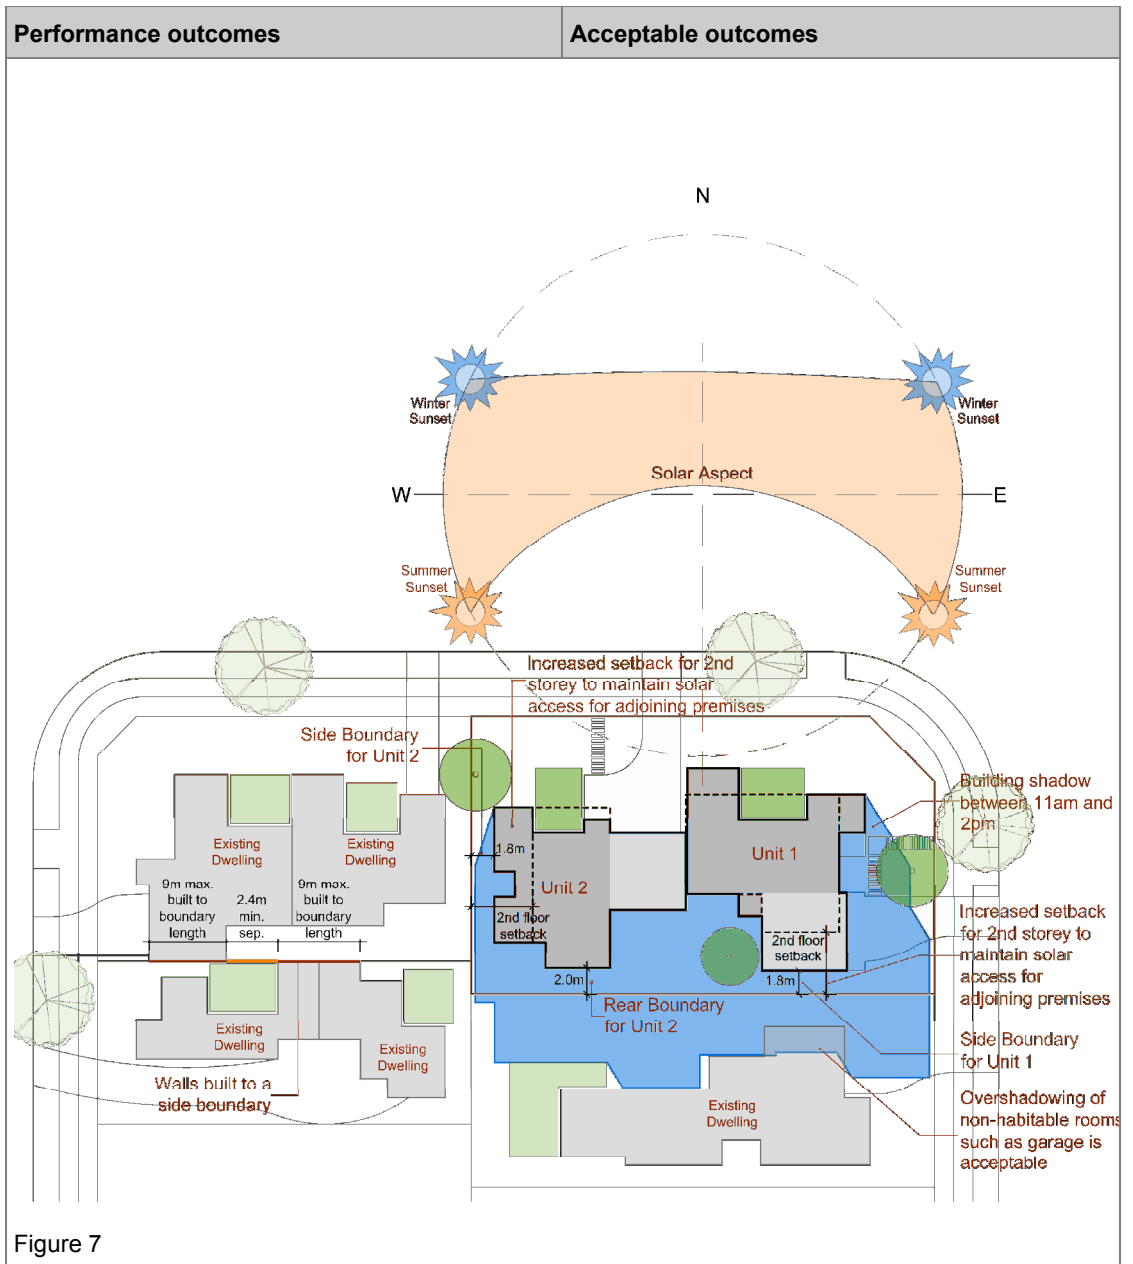 Performance outcomes
Acceptable outcomes
N
Winter
Sunset
Winter
Sunset
Solar Aspect
W
E
Summer
Sunset
Summer
Sunset
Increased setback for 2nd
storey to maintain solar
access for adjoining premises
Side Boundary
for Unit 2
Building shadow
between 11am and
2pm
Existing
Dwelling
Existing
Dwelling
1.8m
Unit 2
Unit 1
9m max.
built to
boundary
length
2.4m
min.
sep.
9m max.
built to
boundary
length
2nd floor
setback
2nd floor
setback
Increased setback
for 2nd storey to
maintain solar
access for
adjoining premises
2.0m
1.8m
Rear Boundary
for Unit 2
Existing
Dwelling
Existing
Dwelling
Side Boundary
for Unit 1
Walls built to a
side boundary
Existing
Dwelling
Overshadowing of
non-habitable rooms
such as garage is
acceptable
Figure 7